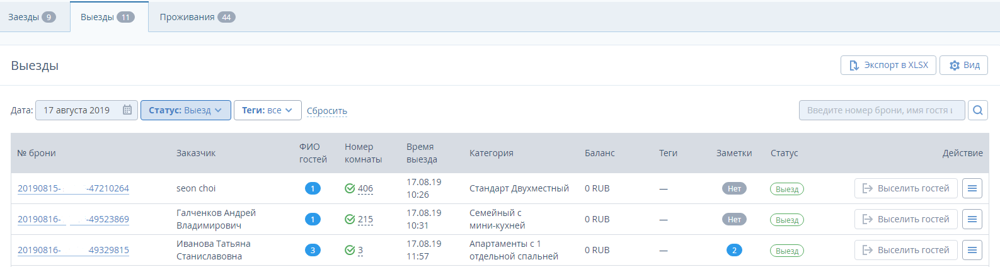 Заезды 9 Выезды 11 Проживания 44
Выезды Экспорт в XLSX Вид
Дата: 17 августа 2019 Статус: Выезд Теги: все Сбросить Введите номер брони, имя гостя и
№ брони Заказчик ФИО гостей Номер комнаты Время выезда Категория Баланс Теги Заметки Статус Действие
20190815- -47210264 seon choi 1 406 17.08.19 10:26 Стандарт Двухместный 0 RUB — Нет Выезд Выселить гостей
20190816- -49523869 Галченков Андрей Владимирович 1 215 17.08.19 10:31 Семейный с мини-кухней 0 RUB — Нет Выезд Выселить гостей
20190816- 49329815 Иванова Татьяна Станиславовна 3 3 17.08.19 11:57 Апартаменты с 1 отдельной спальней 0 RUB — 2 Выезд Выселить гостей